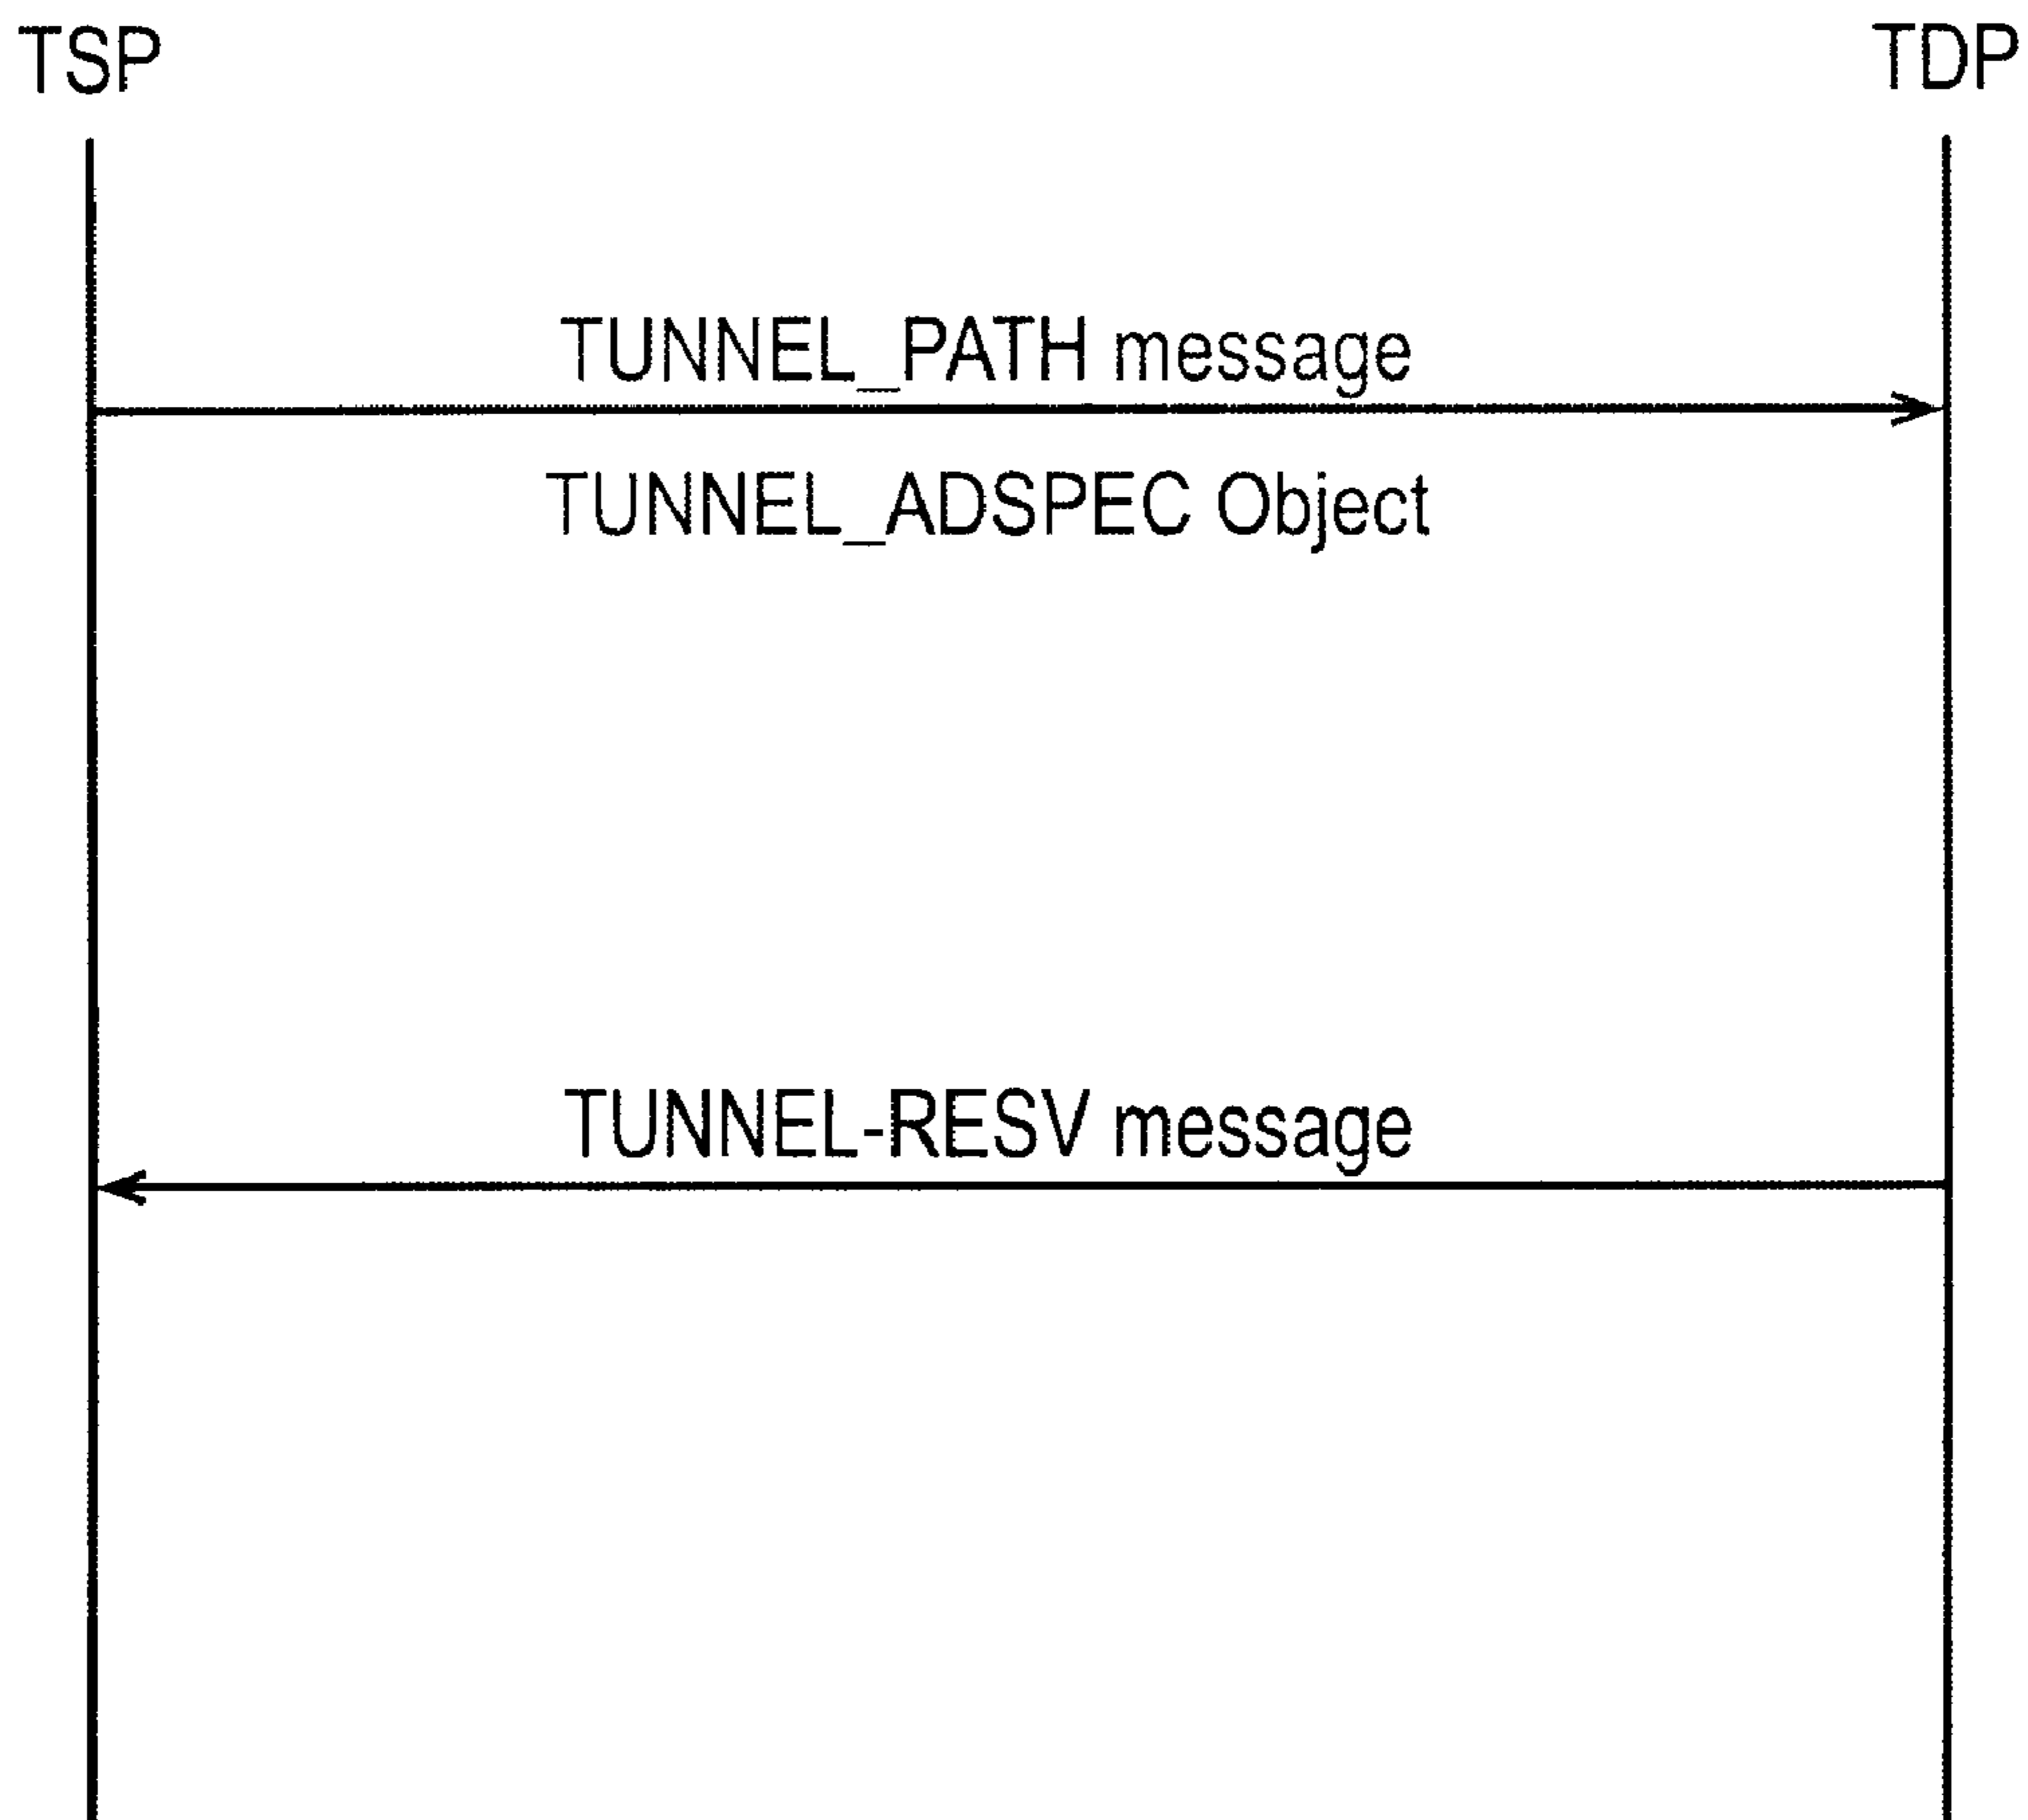 TSP
TDP
TUNNEL_PATH message
TUNNEL_ADSPEC Object
TUNNEL-RESV message